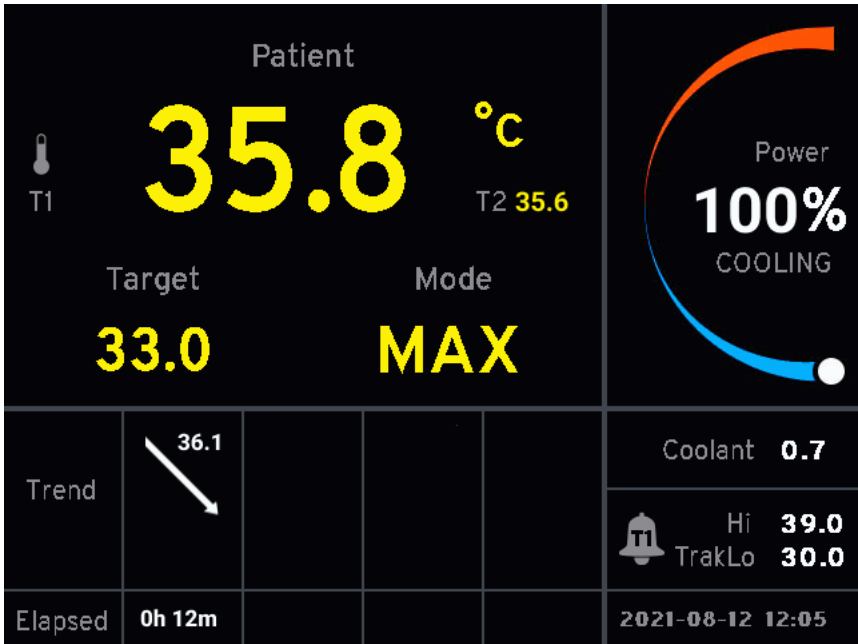 Patient
35.8 °C
T1
T2 35.6
Target
Mode
33.0
MAX
Power
100%
COOLING
Trend
36.1
Elapsed
0h 12m
Coolant 0.7
T1
Hi 39.0
TrakLo 30.0
2021-08-12 12:05